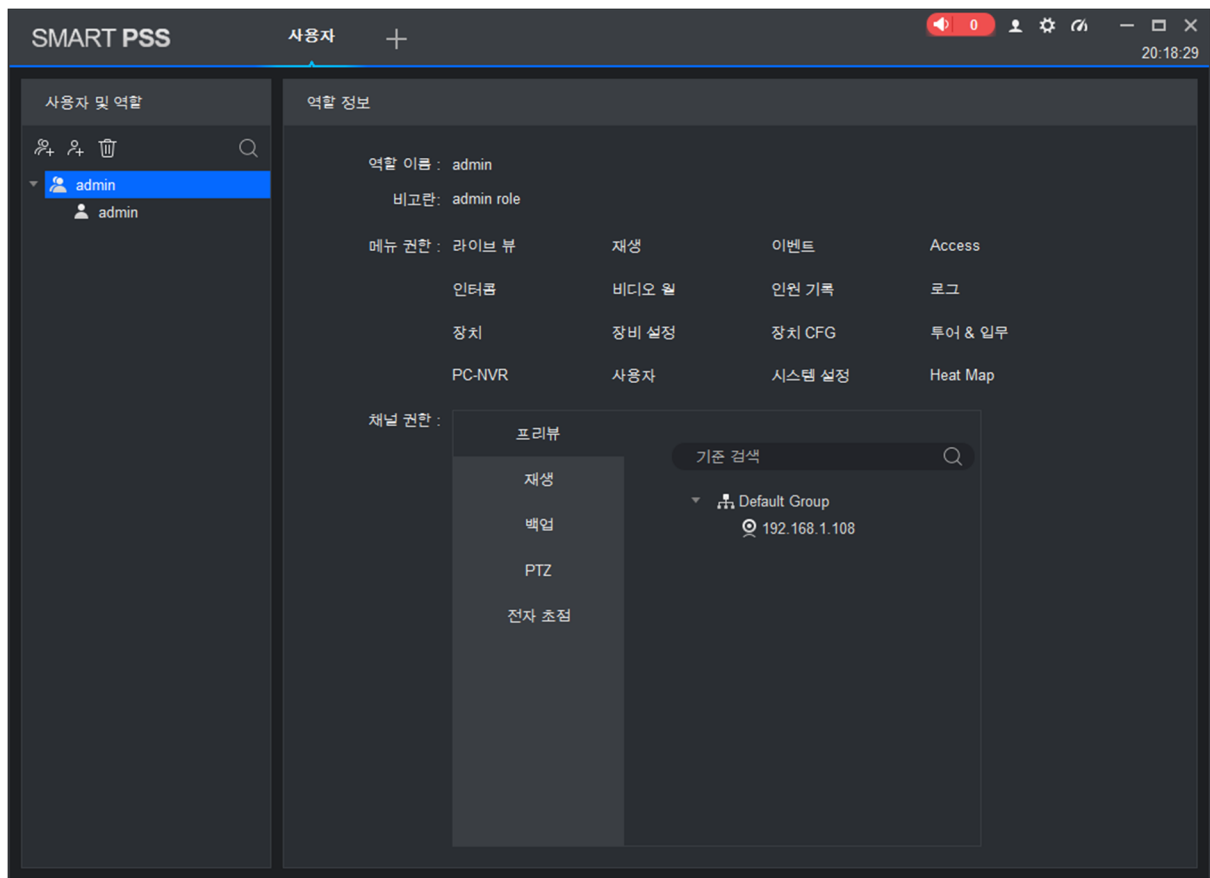 SMART PSS 사용자 0
20:18:29
사용자 및 역할
역할 정보
admin
admin
역할 이름 : admin
비고란: admin role
메뉴 권한 : 라이브 뷰 재생 이벤트 Access
인터콤 비디오 월 인원 기록 로그
장치 장비 설정 장치 CFG 투어 & 입무
PC-NVR 사용자 시스템 설정 Heat Map
채널 권한 :
프리뷰
재생
백업
PTZ
전자 초점
기준 검색
Default Group
192.168.1.108